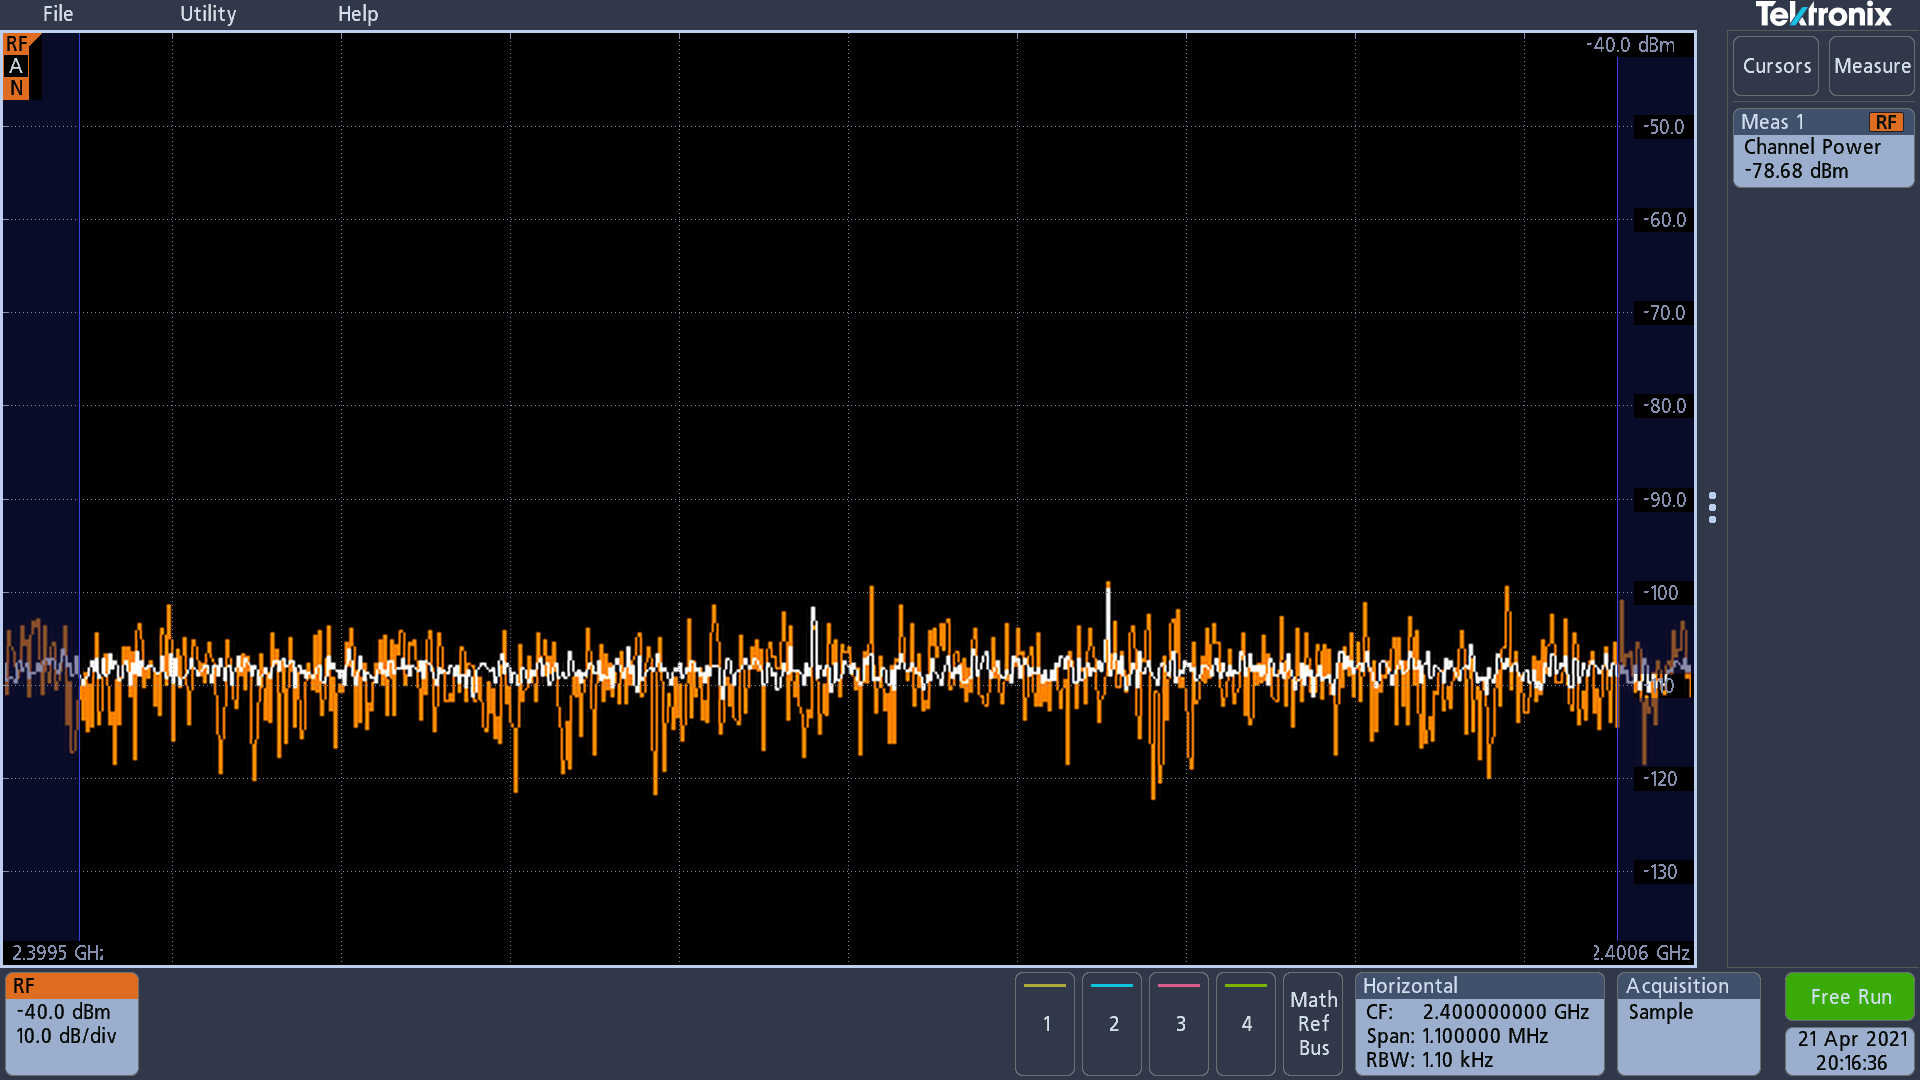 File Utility Help
Tektronix
RF
A
N
-40.0 dBm
-50.0
-60.0
-70.0
-80.0
-90.0
-100
-120
-130
2.3995 GHz
2.4006 GHz
Cursors Measure
Meas 1 RF
Channel Power
-78.68 dBm
RF
-40.0 dBm
10.0 dB/div
1
2
3
4
Math
Ref
Bus
Horizontal
CF: 2.400000000 GHz
Span: 1.100000 MHz
RBW: 1.10 kHz
Acquisition
Sample
Free Run
21 Apr 2021
20:16:36